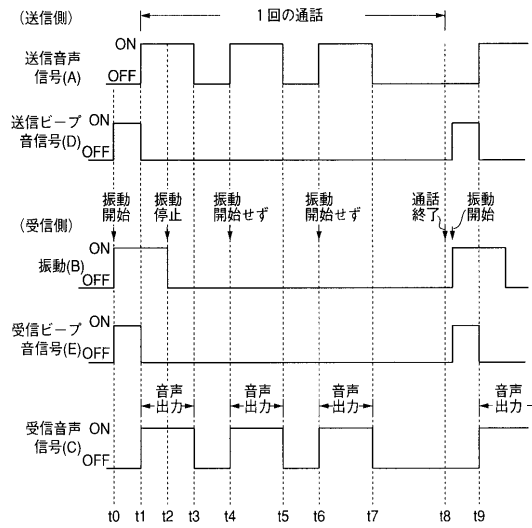 (送信側)
1回の通話
送信音声
信号(A)
ON
OFF
送信ビープ
音信号(D)
ON
OFF
振動
開始
振動
停止
振動
開始せず
振動
開始せず
通話
終了
振動
開始
(受信側)
振動(B)
ON
OFF
受信ビープ
音信号(E)
ON
OFF
音声
出力
音声
出力
音声
出力
音声
出力
受信音声
信号(C)
ON
OFF
t0 t1 t2 t3 t4 t5 t6 t7 t8 t9